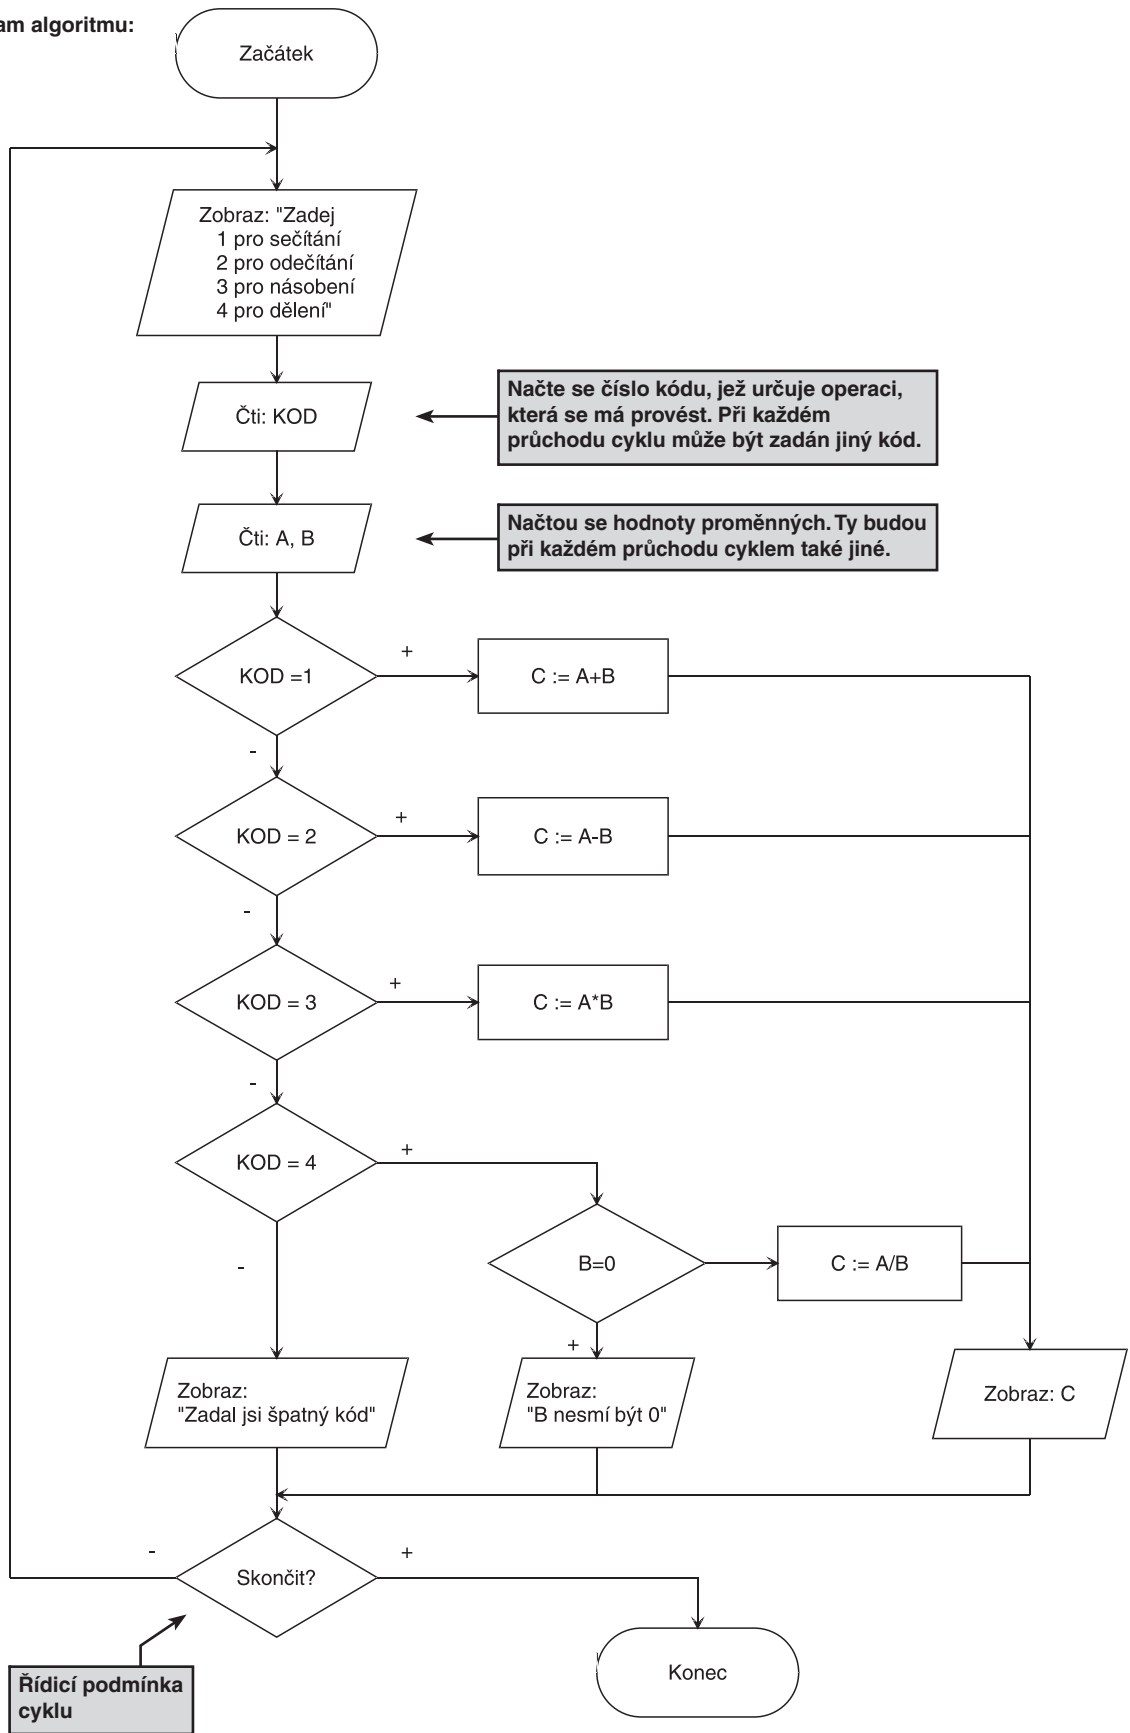 am algoritmu:
Začátek
Zobraz: "Zadej
1 pro sečítání
2 pro odečítání
3 pro násobení
4 pro dělení"
Čti: KOD
Načte se číslo kódu, jež určuje operaci,
která se má provést. Při každém
průchodu cyklu může být zadán jiný kód.
Čti: A, B
Načtou se hodnoty proměnných. Ty budou
při každém průchodu cyklem také jiné.
KOD =1
+
C := A+B
-
KOD = 2
+
C := A-B
-
KOD = 3
+
C := A*B
-
KOD = 4
+
B=0
C := A/B
-
+
Zobraz:
"Zadal jsi špatný kód"
Zobraz:
"B nesmí být 0"
Zobraz: C
-
Skončit?
+
Řídicí podmínka
cyklu
Konec